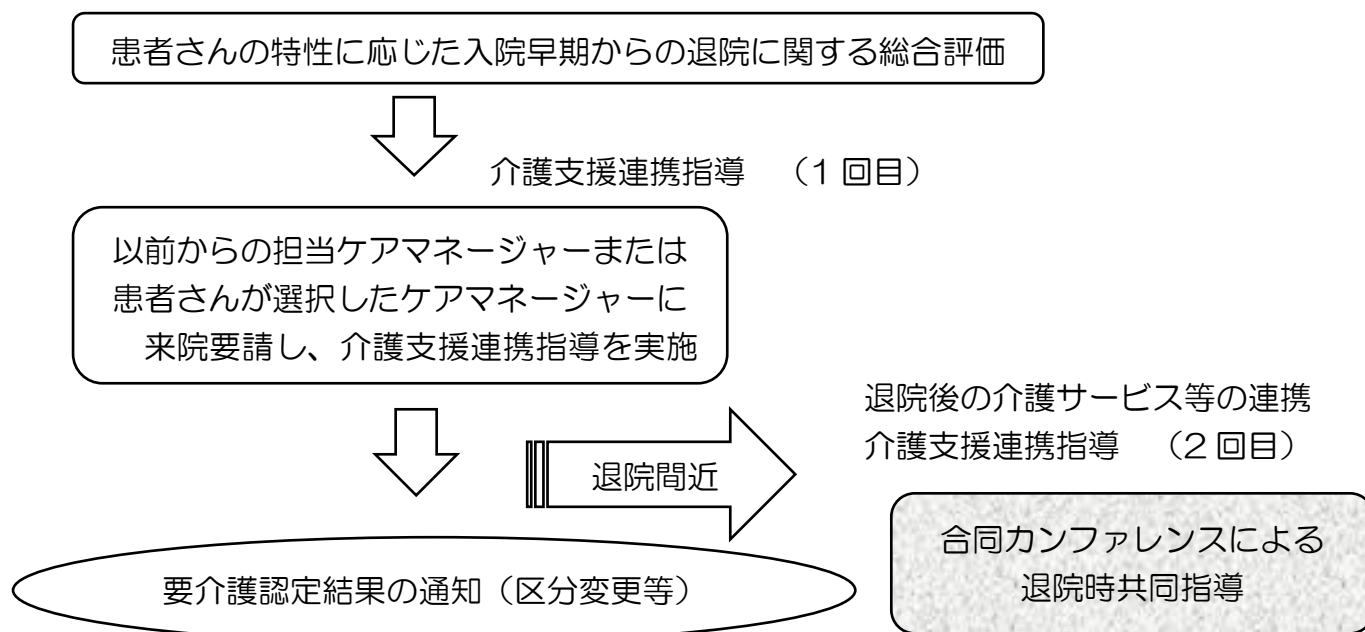 患者さんの特性に応じた入院早期からの退院に関する総合評価
介護支援連携指導　（1回目）
以前からの担当ケアマネージャーまたは
患者さんが選択したケアマネージャーに
来院要請し、介護支援連携指導を実施
退院後の介護サービス等の連携
介護支援連携指導　（2回目）
退院間近
合同カンファレンスによる
退院時共同指導
要介護認定結果の通知（区分変更等）